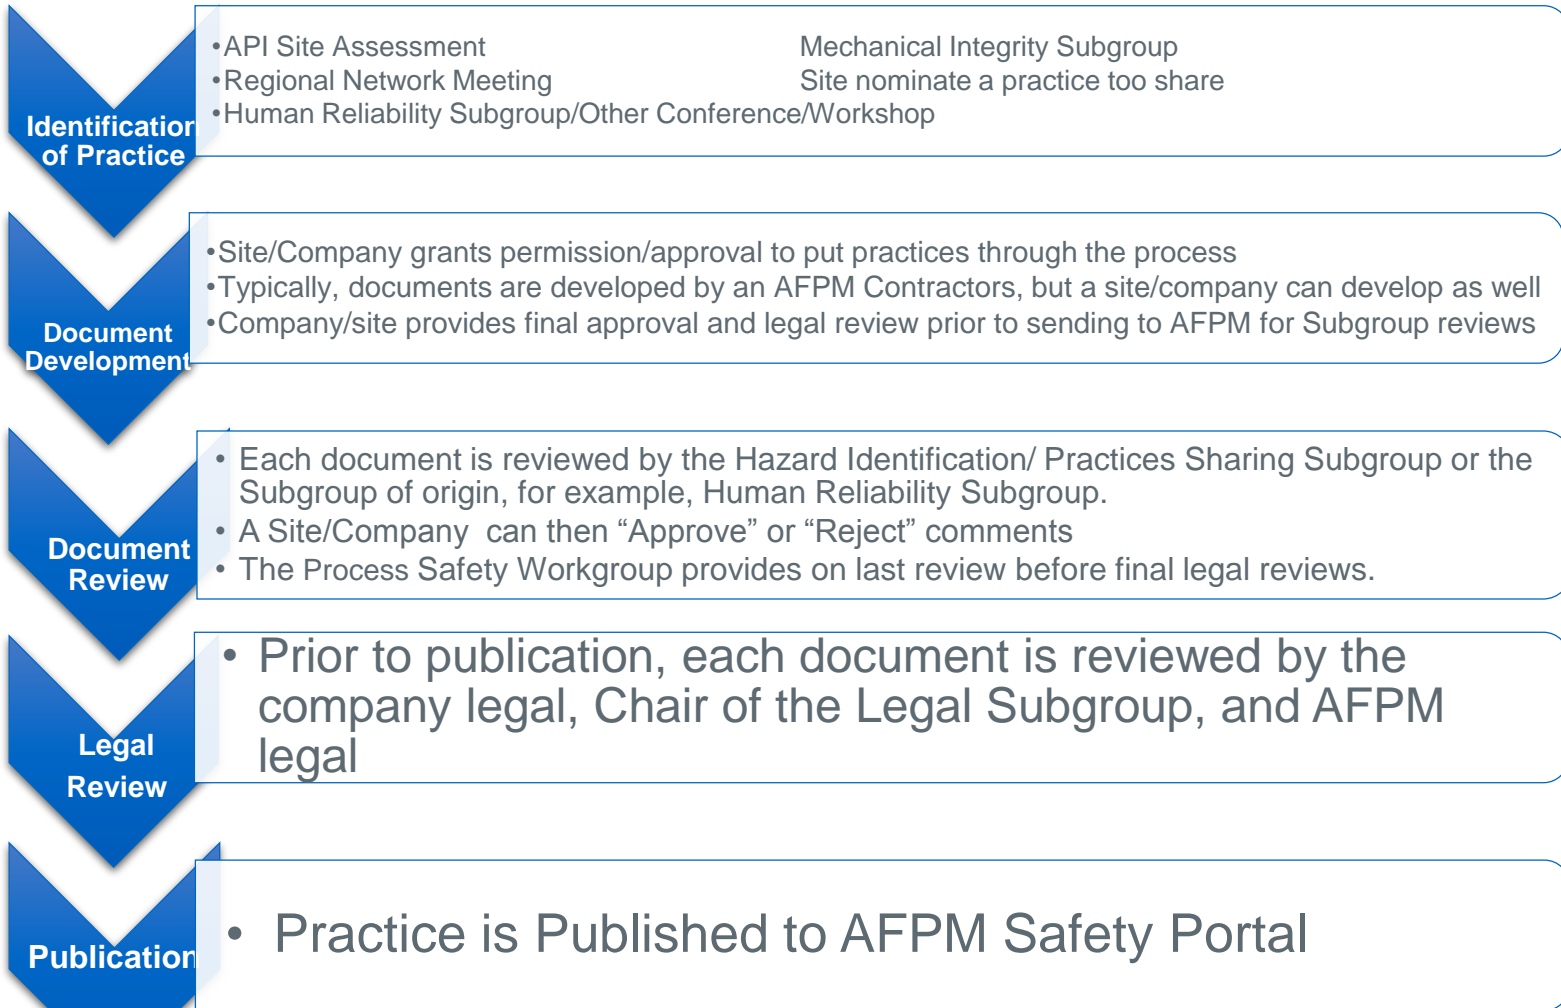 Identification
of Practice
•API Site Assessment Mechanical Integrity Subgroup
•Regional Network Meeting Site nominate a practice too share
•Human Reliability Subgroup/Other Conference/Workshop
Document
Development
•Site/Company grants permission/approval to put practices through the process
•Typically, documents are developed by an AFPM Contractors, but a site/company can develop as well
•Company/site provides final approval and legal review prior to sending to AFPM for Subgroup reviews
Document
Review
• Each document is reviewed by the Hazard Identification/ Practices Sharing Subgroup or the
Subgroup of origin, for example, Human Reliability Subgroup.
• A Site/Company can then “Approve” or “Reject” comments
• The Process Safety Workgroup provides on last review before final legal reviews.
Legal
Review
• Prior to publication, each document is reviewed by the
company legal, Chair of the Legal Subgroup, and AFPM
legal
Publication
• Practice is Published to AFPM Safety Portal